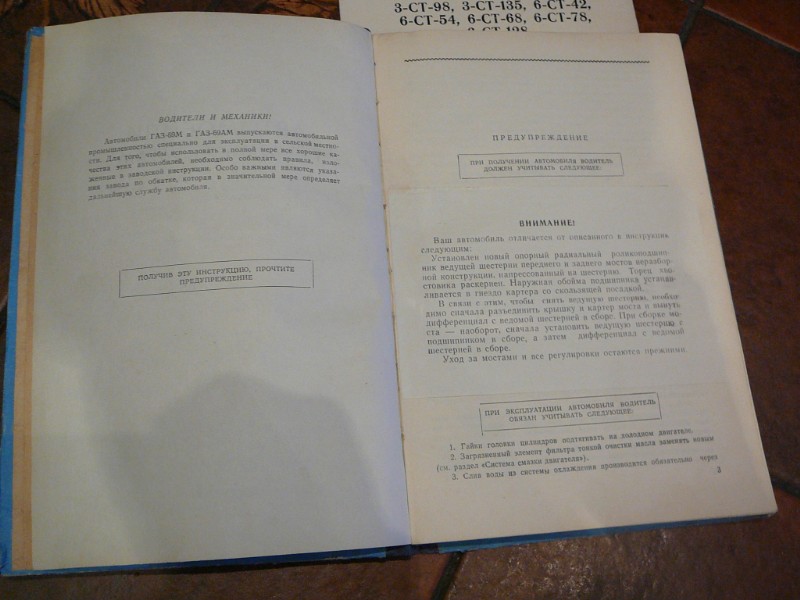 3-СТ-98, 3-СТ-135, 6-СТ-42,
6-СТ-54, 6-СТ-68, 6-СТ-78,
6-СТ-128
ВОДИТЕЛИ И МЕХАНИКИ!
Автомобили ГАЗ-69М и ГАЗ-69АМ выпускаются автомобильной
промышленностью специально для эксплуатации в сельской местно-
сти. Для того, чтобы использовать в полной мере все хорошие ка-
чества этих автомобилей, необходимо соблюдать правила, изло-
женные в заводской инструкции. Особо важными являются указа-
ния завода по обкатке, которая в значительной мере определяет
дальнейшую службу автомобиля.
ПОЛУЧИВ ЭТУ ИНСТРУКЦИЮ, ПРОЧТИТЕ
ПРЕДУПРЕЖДЕНИЕ
ПРЕДУПРЕЖДЕНИЕ
ПРИ ПОЛУЧЕНИИ АВТОМОБИЛЯ ВОДИТЕЛЬ
ДОЛЖЕН УЧИТЫВАТЬ СЛЕДУЮЩЕЕ:
ВНИМАНИЕ!
Ваш автомобиль отличается от описанного в инструкции
следующим:
Установлен новый опорный радиальный роликоподшип-
ник ведущей шестерни переднего и заднего мостов неразбор-
ной конструкции, напрессованный на шестерню. Торец хво-
стовика раскернен. Наружная обойма подшипника устанав-
ливается в гнездо картера со скользящей посадкой.
В связи с этим, чтобы снять ведущую шестерню, необхо-
димо сначала разъединить крышку и картер моста и вынуть
дифференциал с ведомой шестерней в сборе. При сборке мо-
ста — наоборот, сначала установить ведущую шестерню с
подшипником в сборе, а затем дифференциал с ведомой
шестерней в сборе.
Уход за мостами и все регулировки остаются прежними.
ПРИ ЭКСПЛУАТАЦИИ АВТОМОБИЛЯ ВОДИТЕЛЬ
ОБЯЗАН УЧИТЫВАТЬ СЛЕДУЮЩЕЕ:
1. Гайки головки цилиндров подтягивать на холодном двигателе.
2. Загрязненный элемент фильтра тонкой очистки масла заменять новым
(см. раздел «Система смазки двигателя»).
3. Слив воды из системы охлаждения производится обязательно через
3